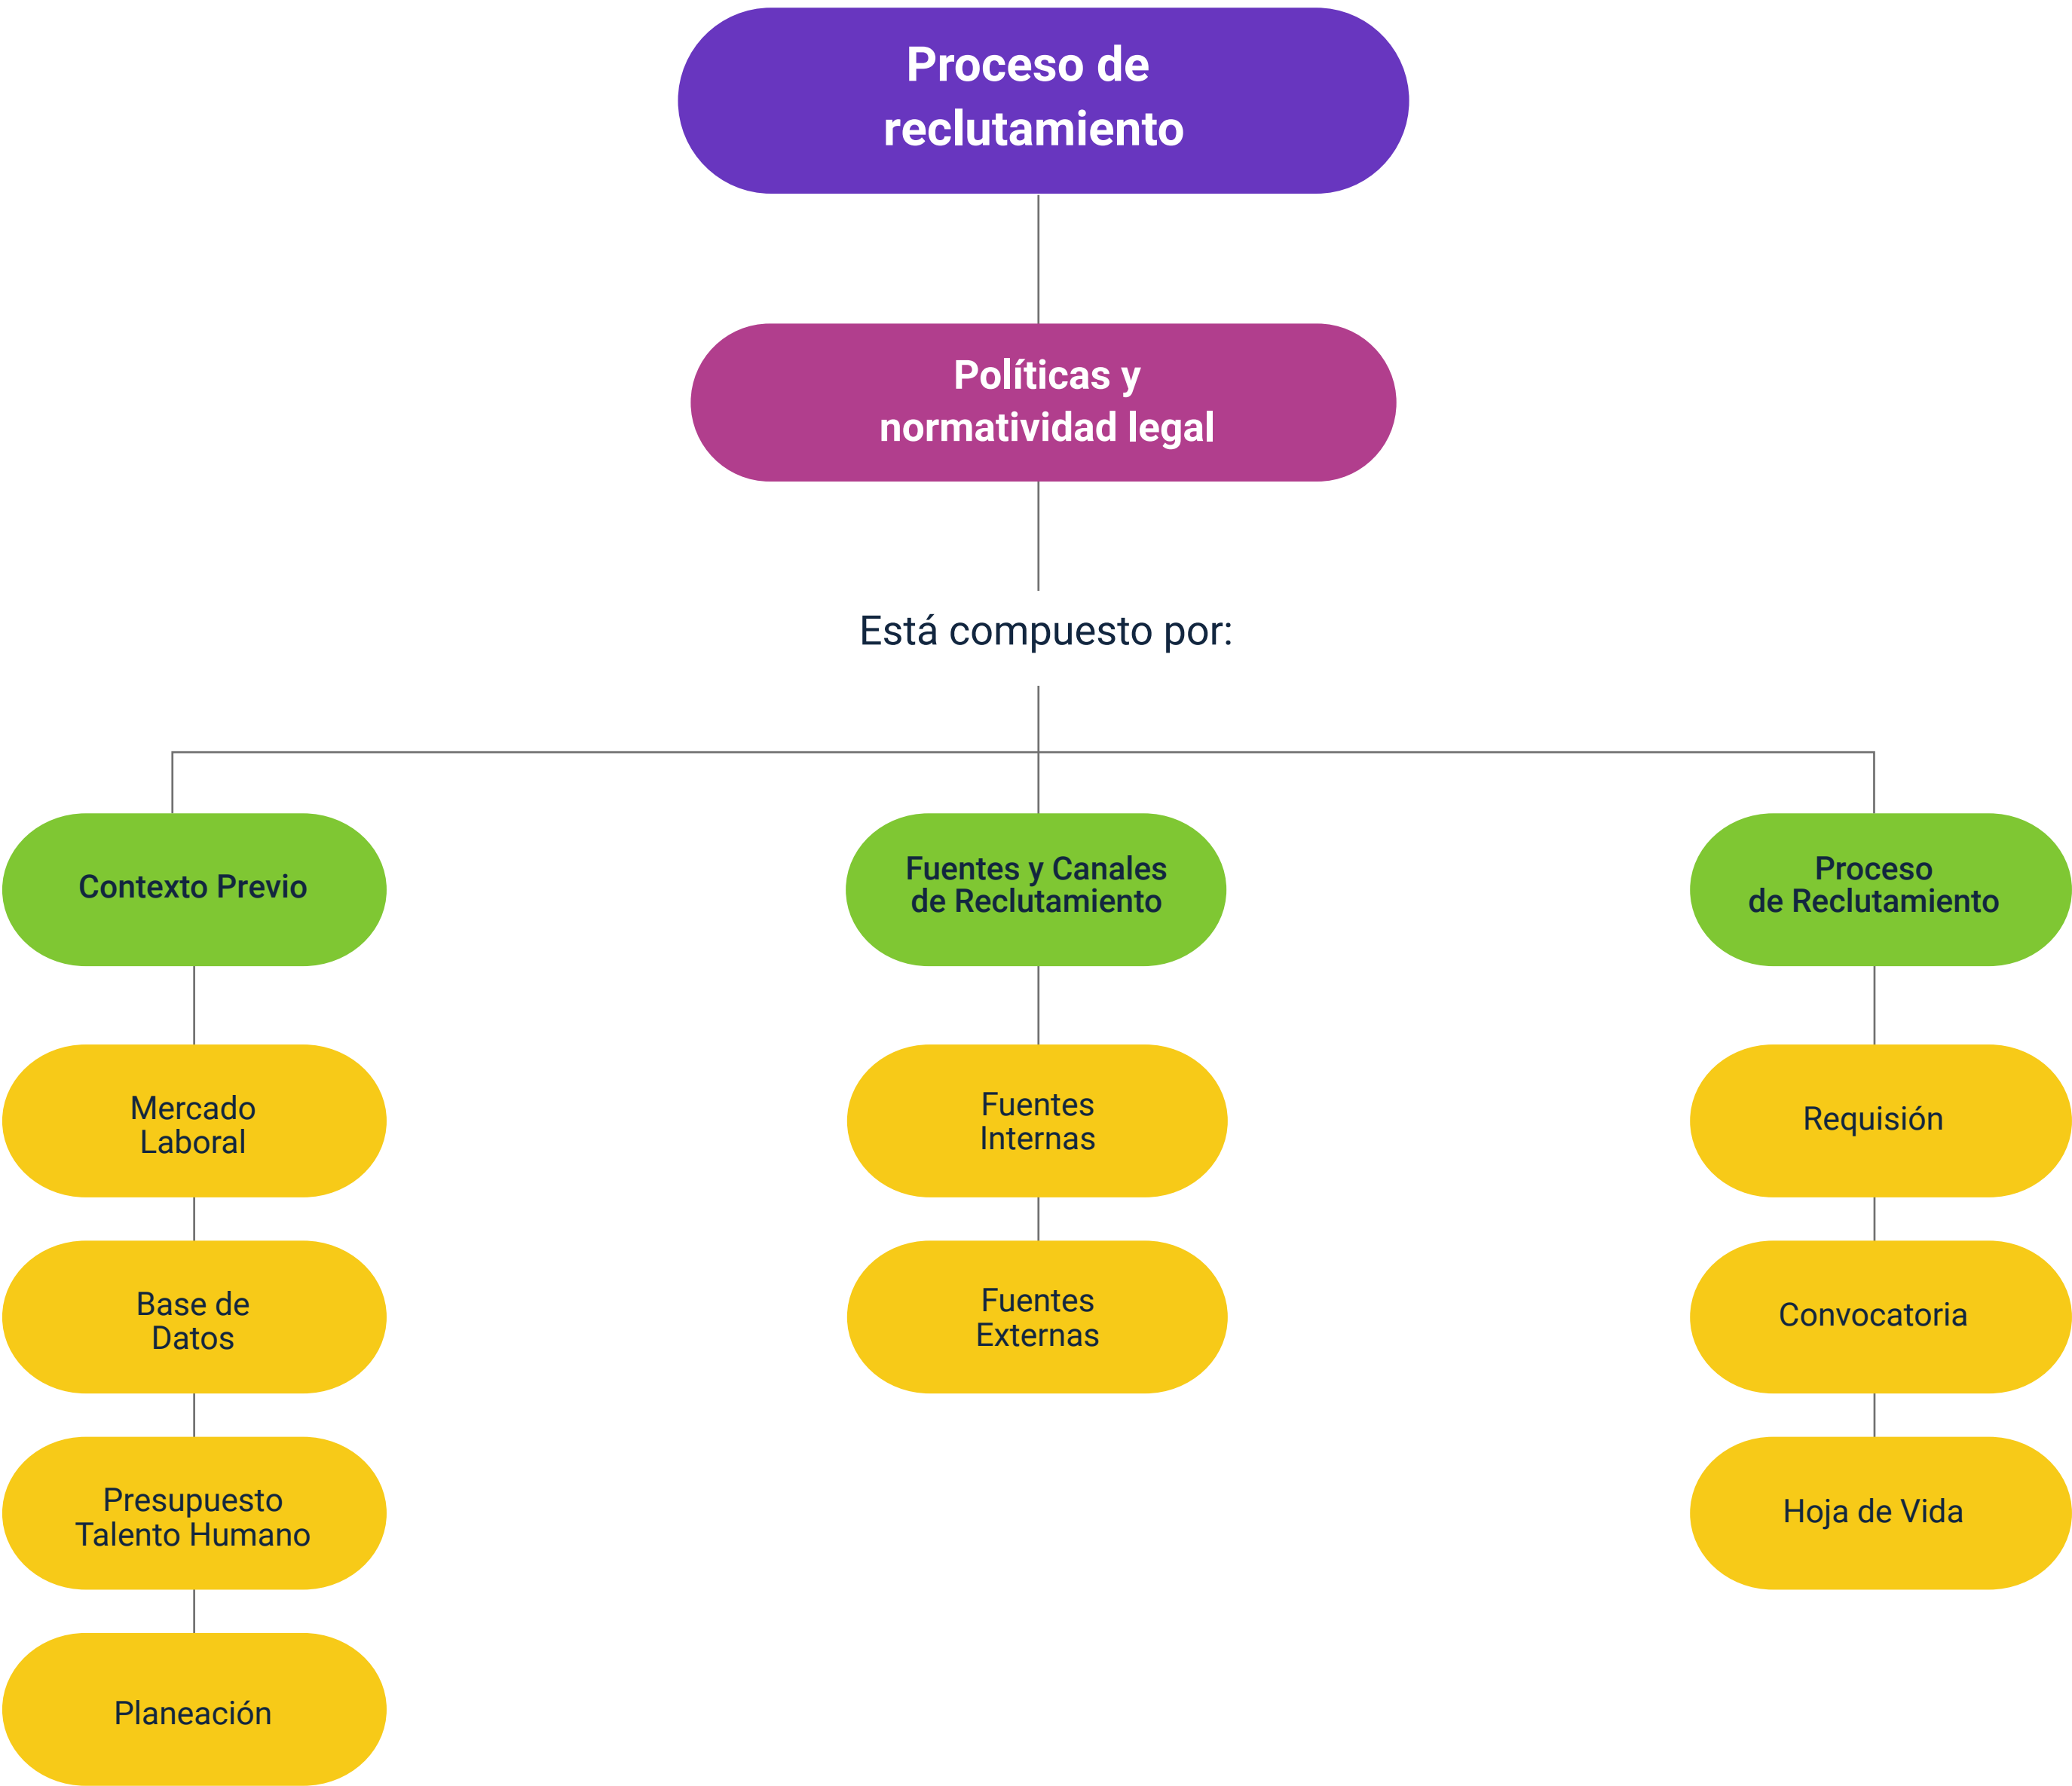 Proceso de
reclutamiento
Políticas y
normatividad legal
Está compuesto por:
Contexto Previo
Fuentes y Canales
de Reclutamiento
Proceso
de Reclutamiento
Mercado
Laboral
Fuentes
Internas
Requisión
Base de
Datos
Fuentes
Externas
Convocatoria
Presupuesto
Talento Humano
Hoja de Vida
Planeación